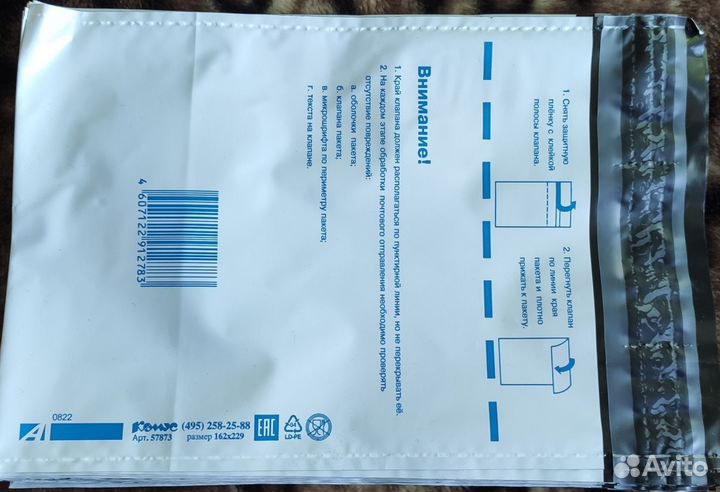 1. Снять защитную
плёнку с клейкой
полосы клапана.
2. Перегнуть клапан
по линии края
пакета и плотно
прижать к пакету.
Внимание!
1. Край клапана должен располагаться по пунктирной линии, но не перекрывать её.
2. На каждом этапе обработки почтового отправления необходимо проверять
отсутствие повреждений:
а. оболочки пакета;
б. клапана пакета;
в. микрошрифта по периметру пакета;
г. текста на клапане.
4 607122 912783
0822
Комус (495) 258-25-88
Арт. 57873 размер 162x229
EAC
04
LD-PE
Avito